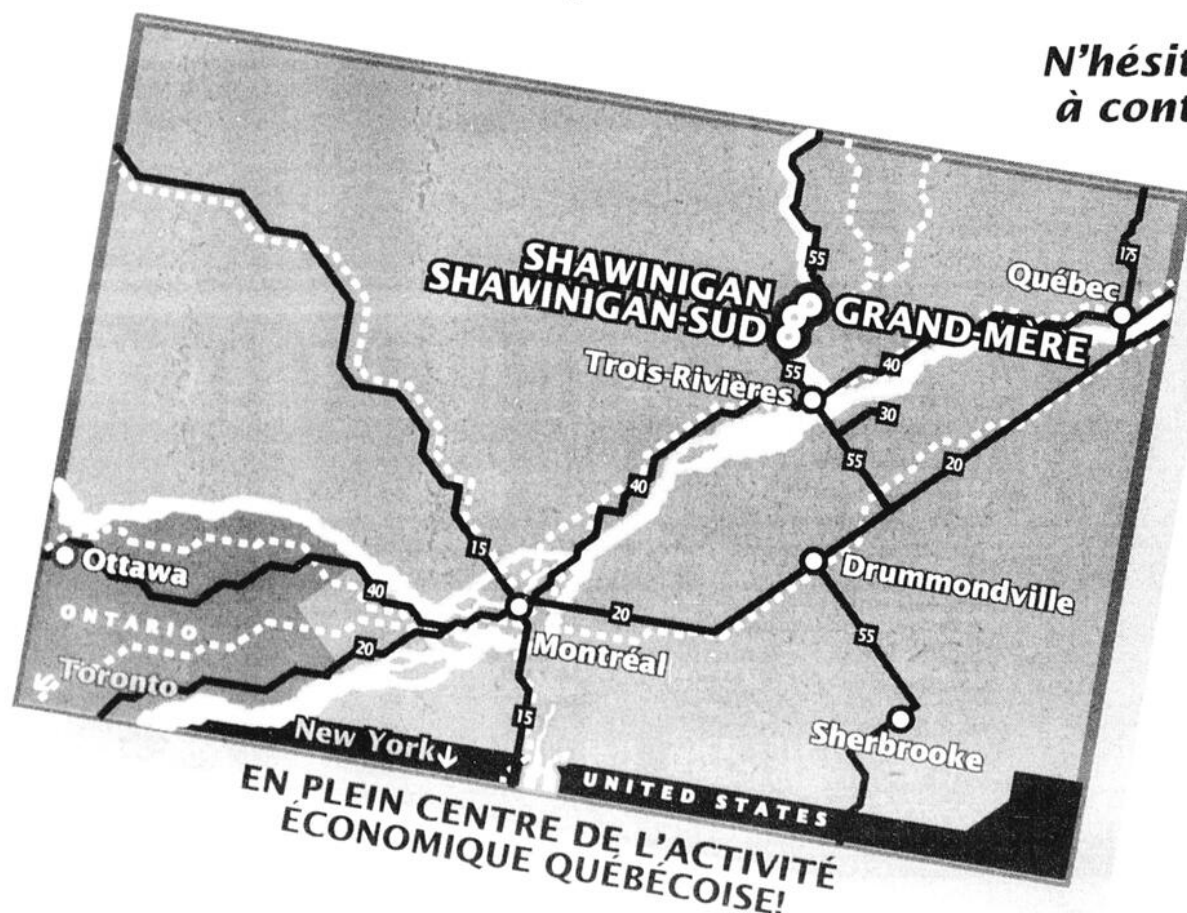 N'hésit
à cont
55
175
SHAWINIGAN
SHAWINIGAN-SUD
GRAND-MÈRE
Québec
Trois-Rivières
55
40
30
55
20
40
15
Ottawa
40
ONTARIO
20
Toronto
Montréal
20
Drummondville
55
15
Sherbrooke
New York↓
UNITED STATES
EN PLEIN CENTRE DE L'ACTIVITÉ
ÉCONOMIQUE QUÉBÉCOISE!